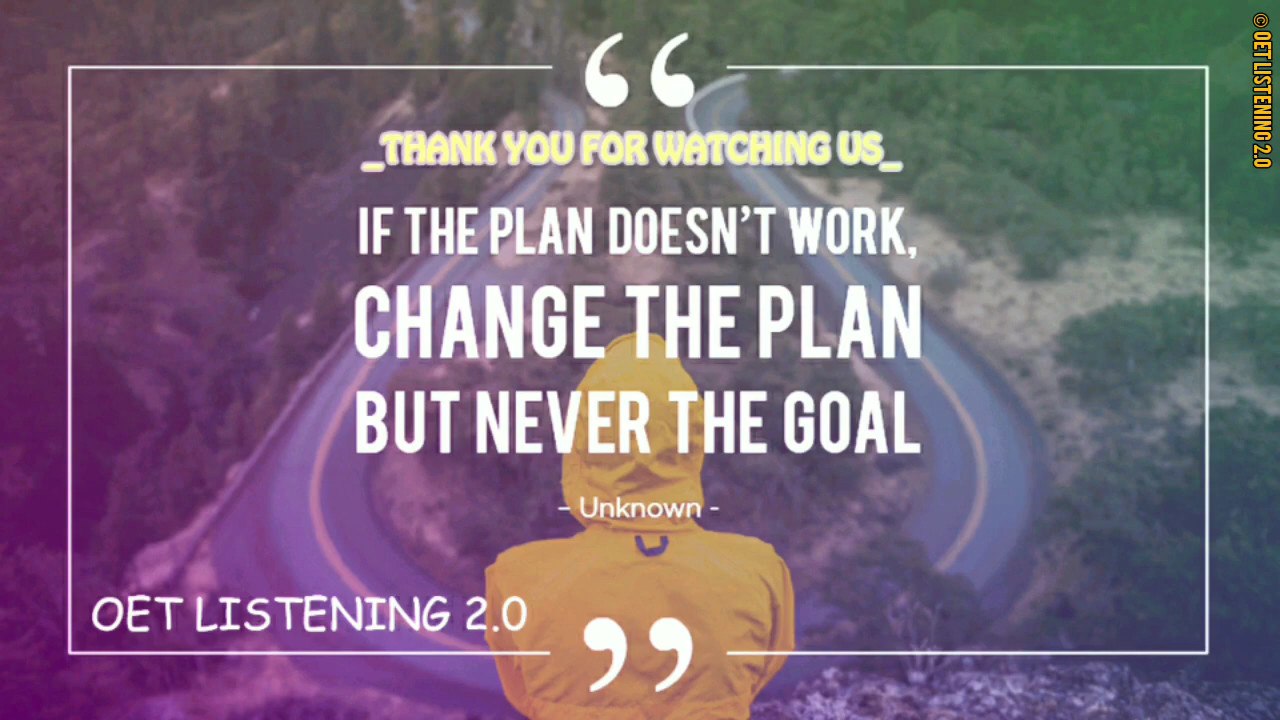 “
_THANK YOU FOR WATCHING US_
IF THE PLAN DOESN’T WORK,
CHANGE THE PLAN
BUT NEVER THE GOAL
- Unknown -
OET LISTENING 2.0
”
© OET LISTENING 2.0